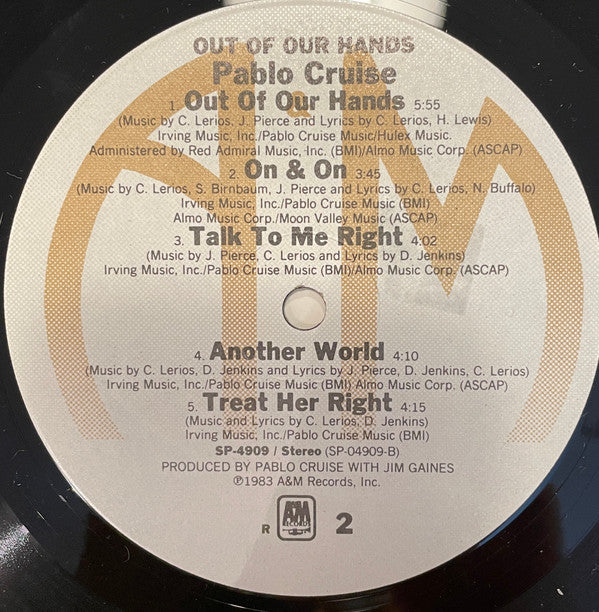 OUT OF OUR HANDS
Pablo Cruise
1. Out Of Our Hands 5:55
(Music by C. Lerios, J. Pierce and Lyrics by C. Lerios, H. Lewis)
Irving Music, Inc./Pablo Cruise Music/Hulex Music.
Administered by Red Admiral Music, Inc. (BMI)/Almo Music Corp. (ASCAP)
2. On & On 3:45
(Music by C. Lerios, S. Birnbaum, J. Pierce and Lyrics by C. Lerios, N. Buffalo)
Irving Music, Inc./Pablo Cruise Music (BMI)
Almo Music Corp./Moon Valley Music (ASCAP)
3. Talk To Me Right 4:02
(Music by J. Pierce, C. Lerios and Lyrics by D. Jenkins)
Irving Music, Inc./Pablo Cruise Music (BMI)/Almo Music Corp. (ASCAP)
4. Another World 4:10
(Music by C. Lerios, D. Jenkins and Lyrics by J. Pierce, D. Jenkins, C. Lerios)
Irving Music, Inc./Pablo Cruise Music (BMI) Almo Music Corp. (ASCAP)
5. Treat Her Right 4:15
(Music and Lyrics by C. Lerios, D. Jenkins)
Irving Music, Inc./Pablo Cruise Music (BMI)
SP-4909 / Stereo (SP-04909-B)
PRODUCED BY PABLO CRUISE WITH JIM GAINES
℗1983 A&M Records, Inc.
R A&M RECORDS 2